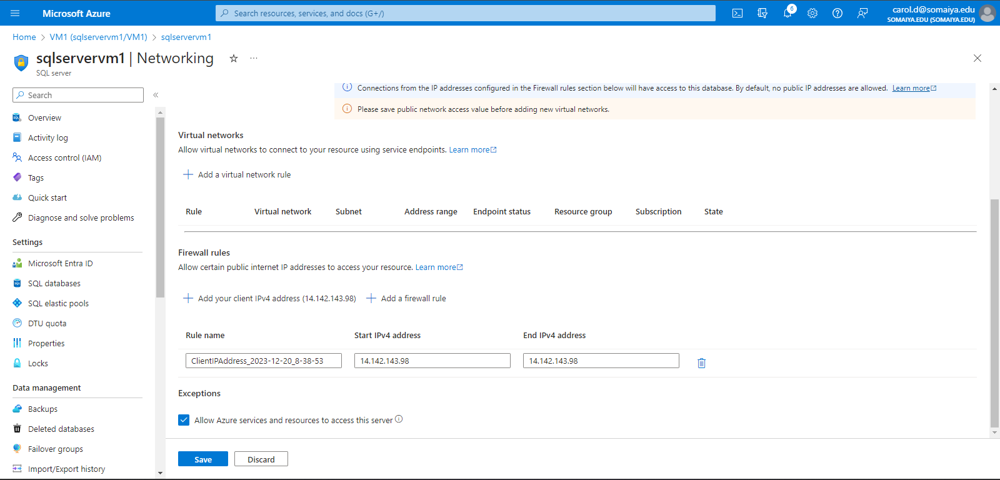 Microsoft Azure
Search resources, services, and docs (G+/)
6
carol.d@somaiya.edu
SOMAIYA.EDU (SOMAIYA.EDU)
Home > VM1 (sqlservervm1/VM1) > sqlservervm1
sqlservervm1 | Networking
SQL server
Search
Overview
Activity log
Access control (IAM)
Tags
Quick start
Diagnose and solve problems
Settings
Microsoft Entra ID
SQL databases
SQL elastic pools
DTU quota
Properties
Locks
Data management
Backups
Deleted databases
Failover groups
Import/Export history
Connections from the IP addresses configured in the Firewall rules section below will have access to this database. By default, no public IP addresses are allowed. Learn more
Please save public network access value before adding new virtual networks.
Virtual networks
Allow virtual networks to connect to your resource using service endpoints. Learn more
Add a virtual network rule
Rule Virtual network Subnet Address range Endpoint status Resource group Subscription State
Firewall rules
Allow certain public internet IP addresses to access your resource. Learn more
Add your client IPv4 address (14.142.143.98) Add a firewall rule
Rule name Start IPv4 address End IPv4 address
ClientIPAddress_2023-12-20_8-38-53 14.142.143.98 14.142.143.98
Exceptions
Allow Azure services and resources to access this server
Save Discard